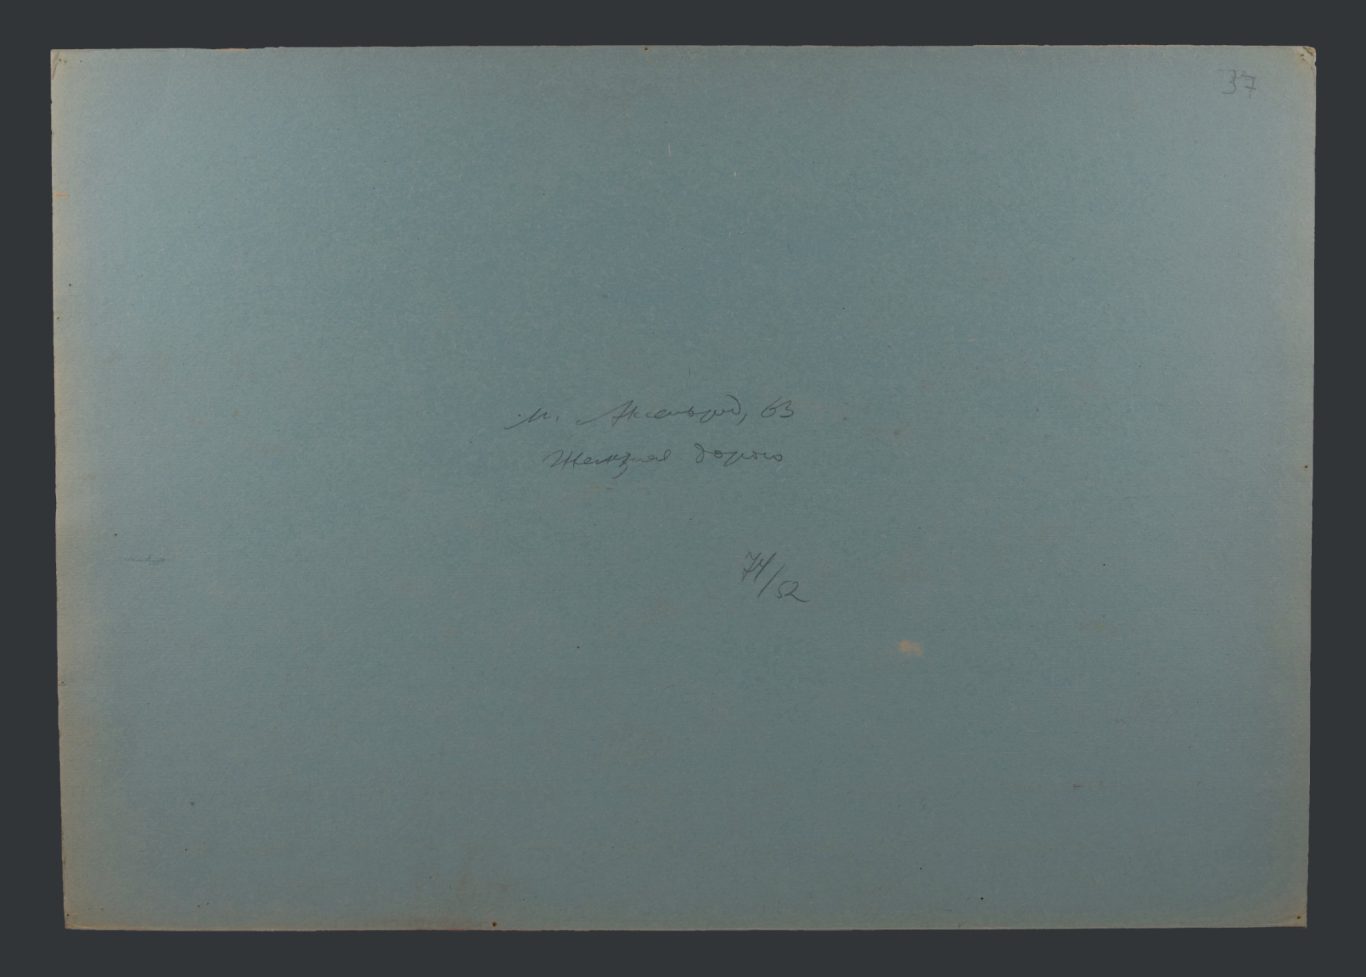 37
М. Аксельрод, 63
Железная дорога
74/52